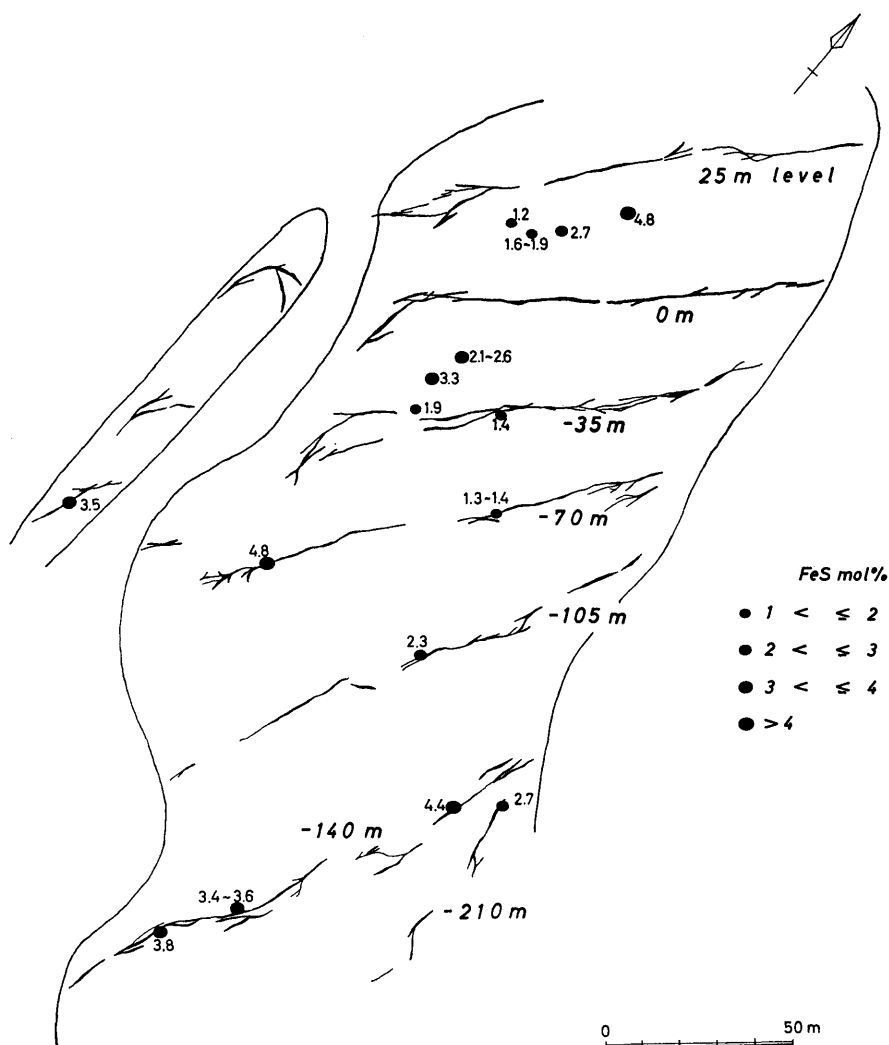 25 m level
1.2
4.8
1.6~1.9
2.7
0 m
2.1~2.6
3.3
1.9
1.4
-35 m
3.5
1.3~1.4
-70 m
4.8
FeS mol%
1 < ≦ 2
2 < ≦ 3
3 < ≦ 4
>4
-105 m
2.3
4.4
2.7
-140 m
3.4~3.6
3.8
-210 m
0 50 m